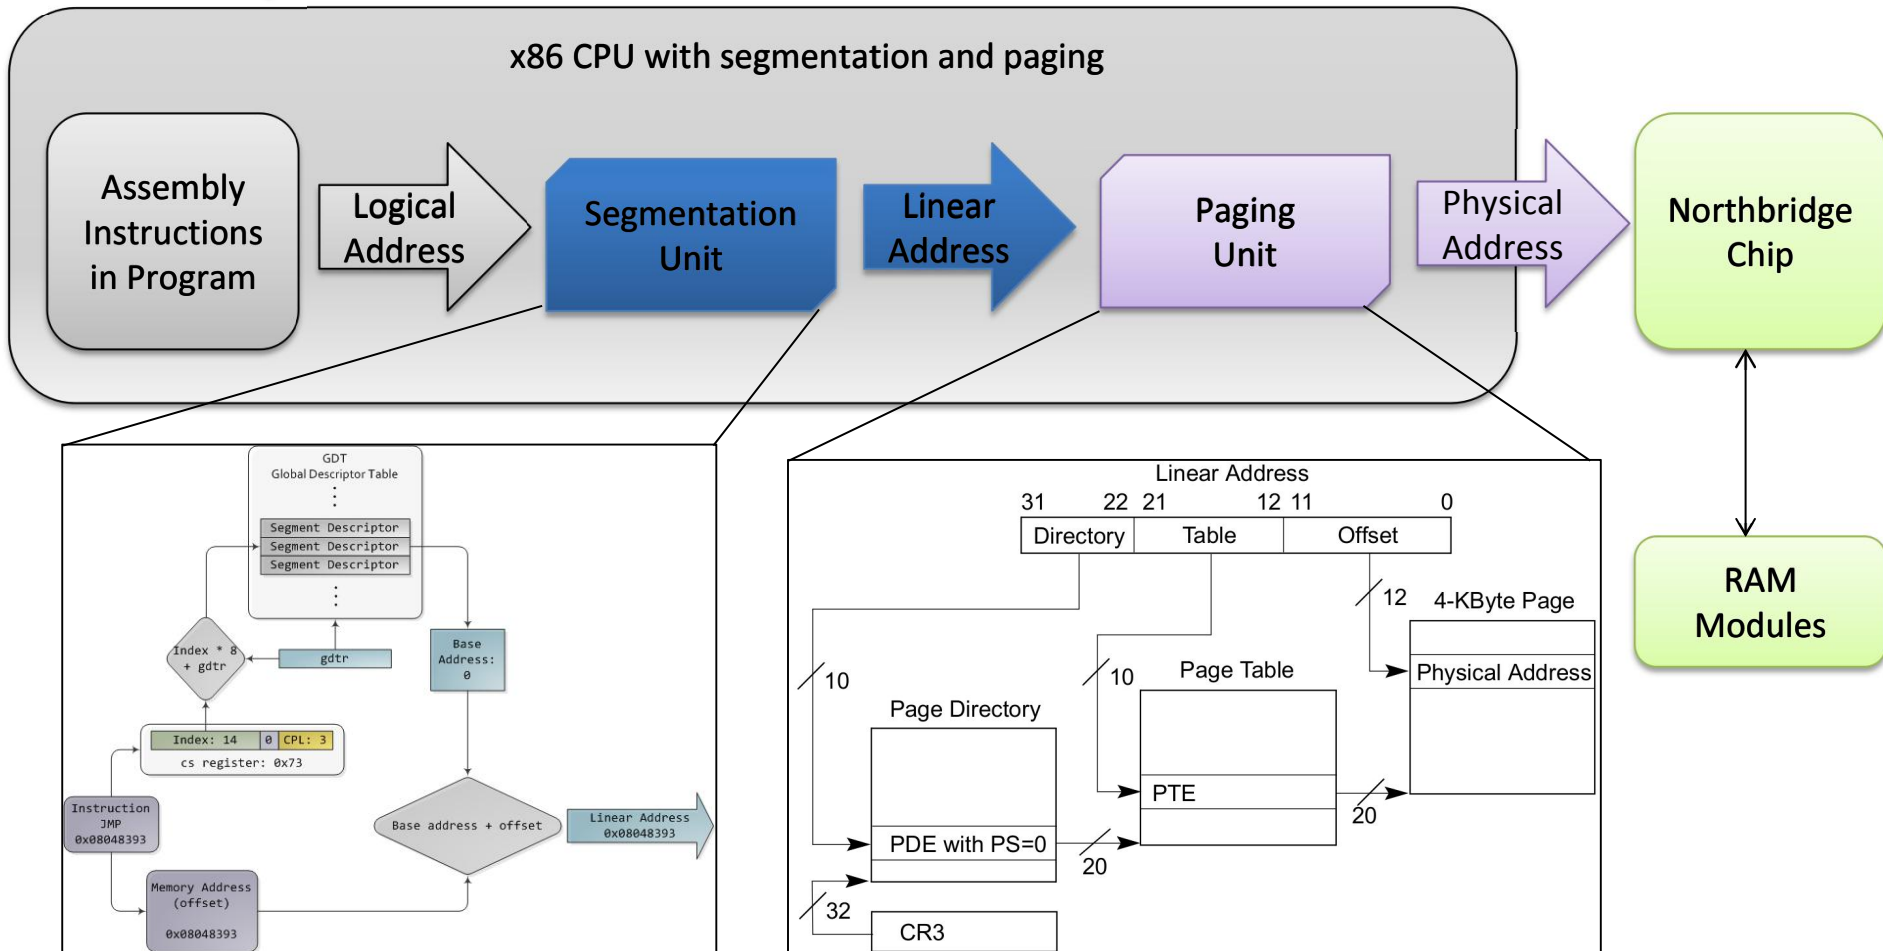 x86 CPU with segmentation and paging
Assembly
Instructions
in Program
Logical
Address
Segmentation
Unit
Linear
Address
Paging
Unit
Physical
Address
Northbridge
Chip
RAM
Modules
GDT
Global Descriptor Table
Segment Descriptor
Segment Descriptor
Segment Descriptor
Index * 8
+ gdtr
gdtr
Base
Address:
0
Index: 14 0 CPL: 3
cs register: 0x73
Instruction
JMP
0x08048393
Base address + offset
Linear Address
0x08048393
Memory Address
(offset)
0x08048393
Linear Address
31 22 21 12 11 0
Directory Table Offset
12
4-KByte Page
Physical Address
10
10
Page Table
PTE
20
Page Directory
PDE with PS=0
20
32
CR3